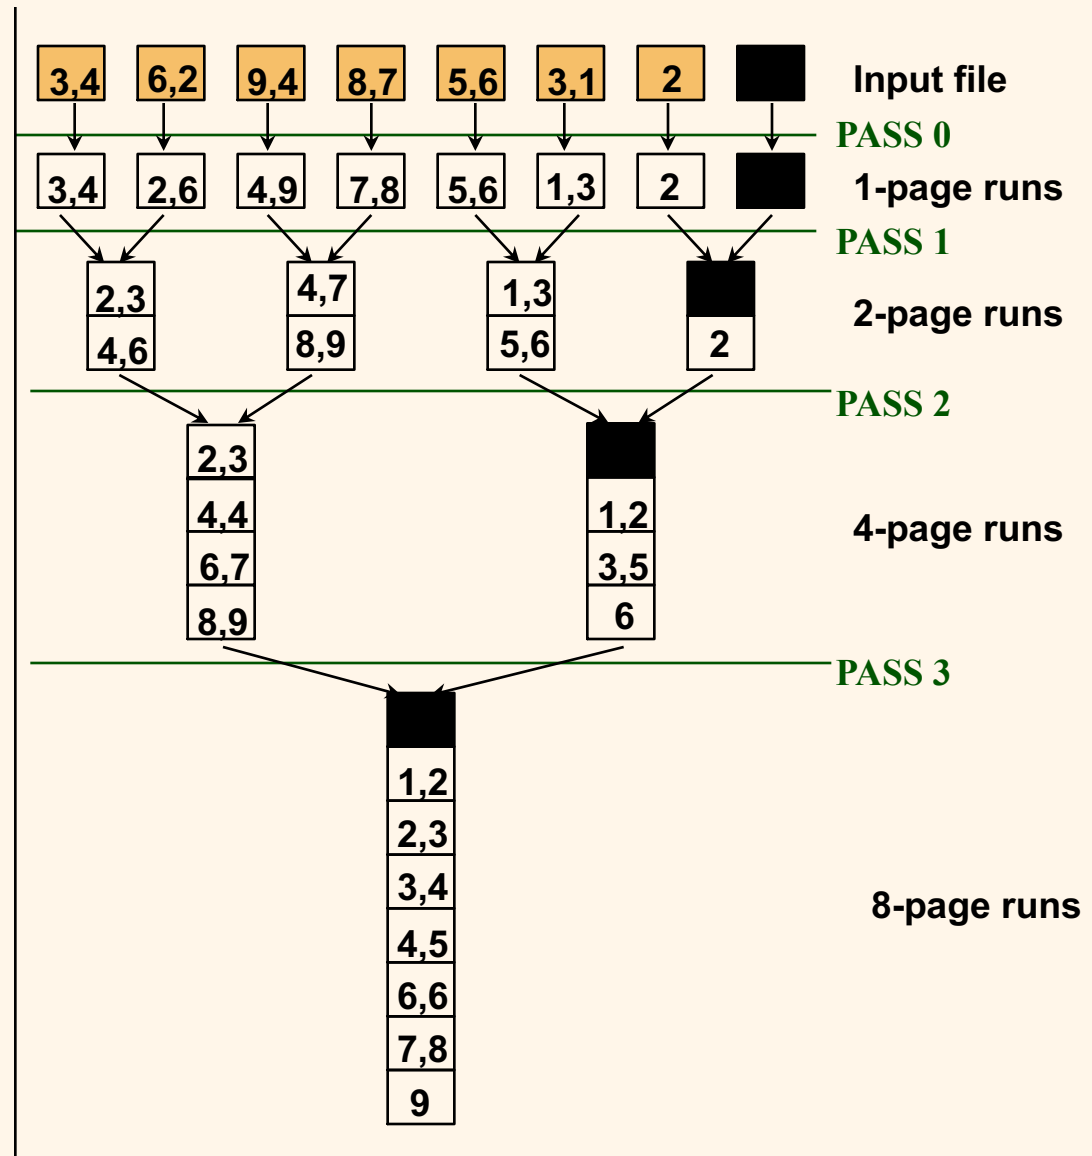 3,4 6,2 9,4 8,7 5,6 3,1 2 Input file
PASS 0
3,4 2,6 4,9 7,8 5,6 1,3 2 1-page runs
PASS 1
2,3 4,7 1,3
2-page runs
4,6 8,9 5,6 2
PASS 2
2,3
4,4 1,2
4-page runs
6,7 3,5
8,9 6
PASS 3
1,2
2,3
3,4
8-page runs
4,5
6,6
7,8
9